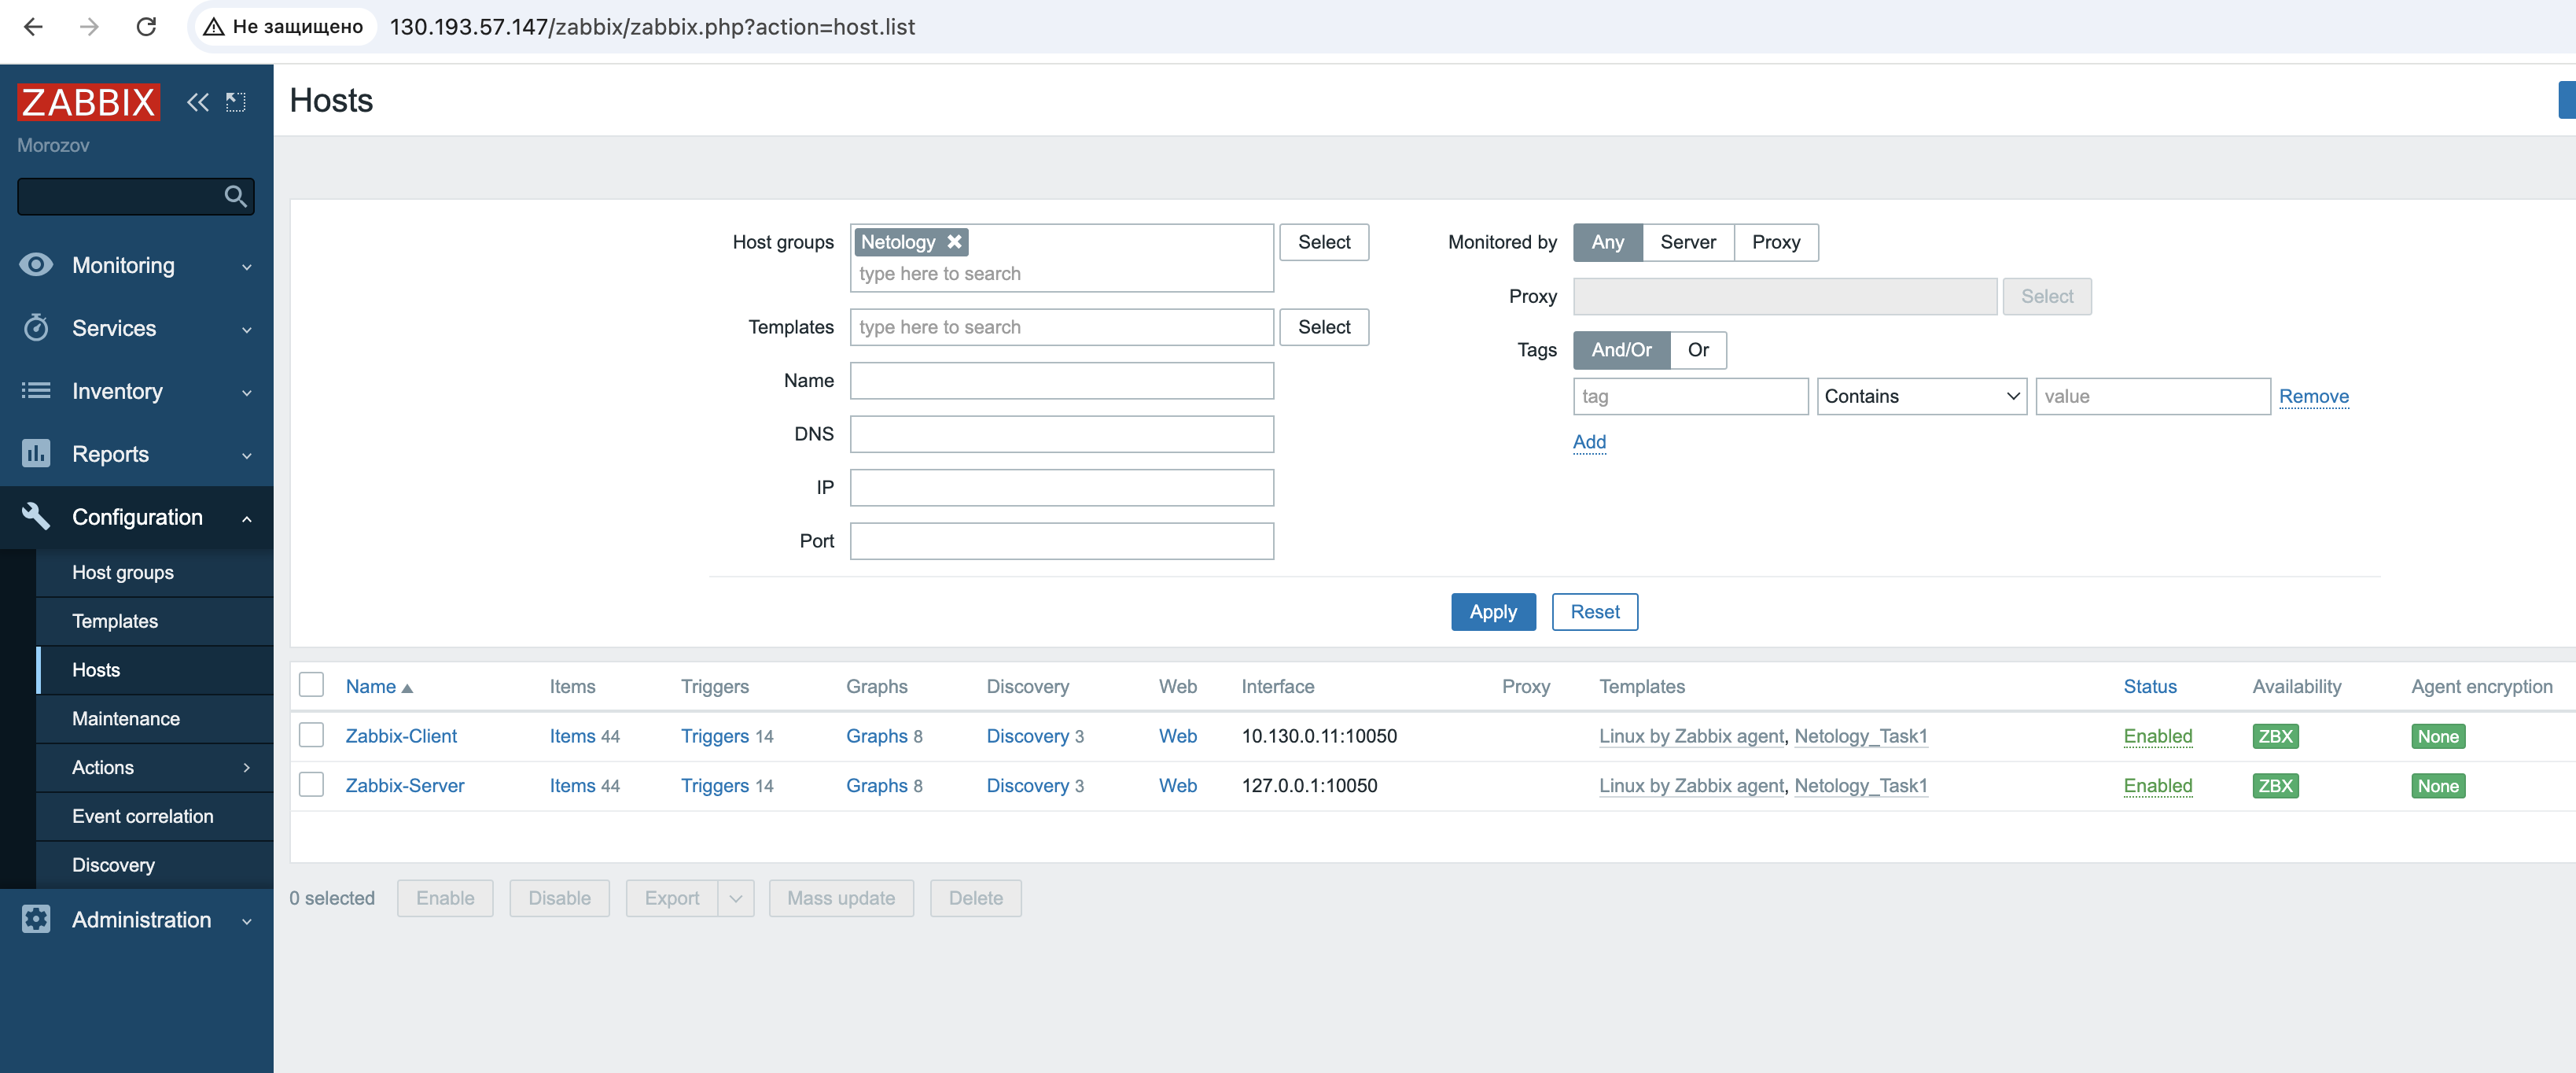 Не защищено 130.193.57.147/zabbix/zabbix.php?action=host.list
ZABBIX
Morozov
Monitoring
Services
Inventory
Reports
Configuration
Host groups
Templates
Hosts
Maintenance
Actions
Event correlation
Discovery
Administration
Hosts
Host groups Netology type here to search Select
Templates type here to search Select
Name
DNS
IP
Port
Monitored by Any Server Proxy
Proxy Select
Tags And/Or Or
tag Contains value Remove
Add
Apply Reset
Name Items Triggers Graphs Discovery Web Interface Proxy Templates Status Availability Agent encryption
Zabbix-Client Items 44 Triggers 14 Graphs 8 Discovery 3 Web 10.130.0.11:10050 Linux by Zabbix agent, Netology_Task1 Enabled ZBX None
Zabbix-Server Items 44 Triggers 14 Graphs 8 Discovery 3 Web 127.0.0.1:10050 Linux by Zabbix agent, Netology_Task1 Enabled ZBX None
0 selected Enable Disable Export Mass update Delete